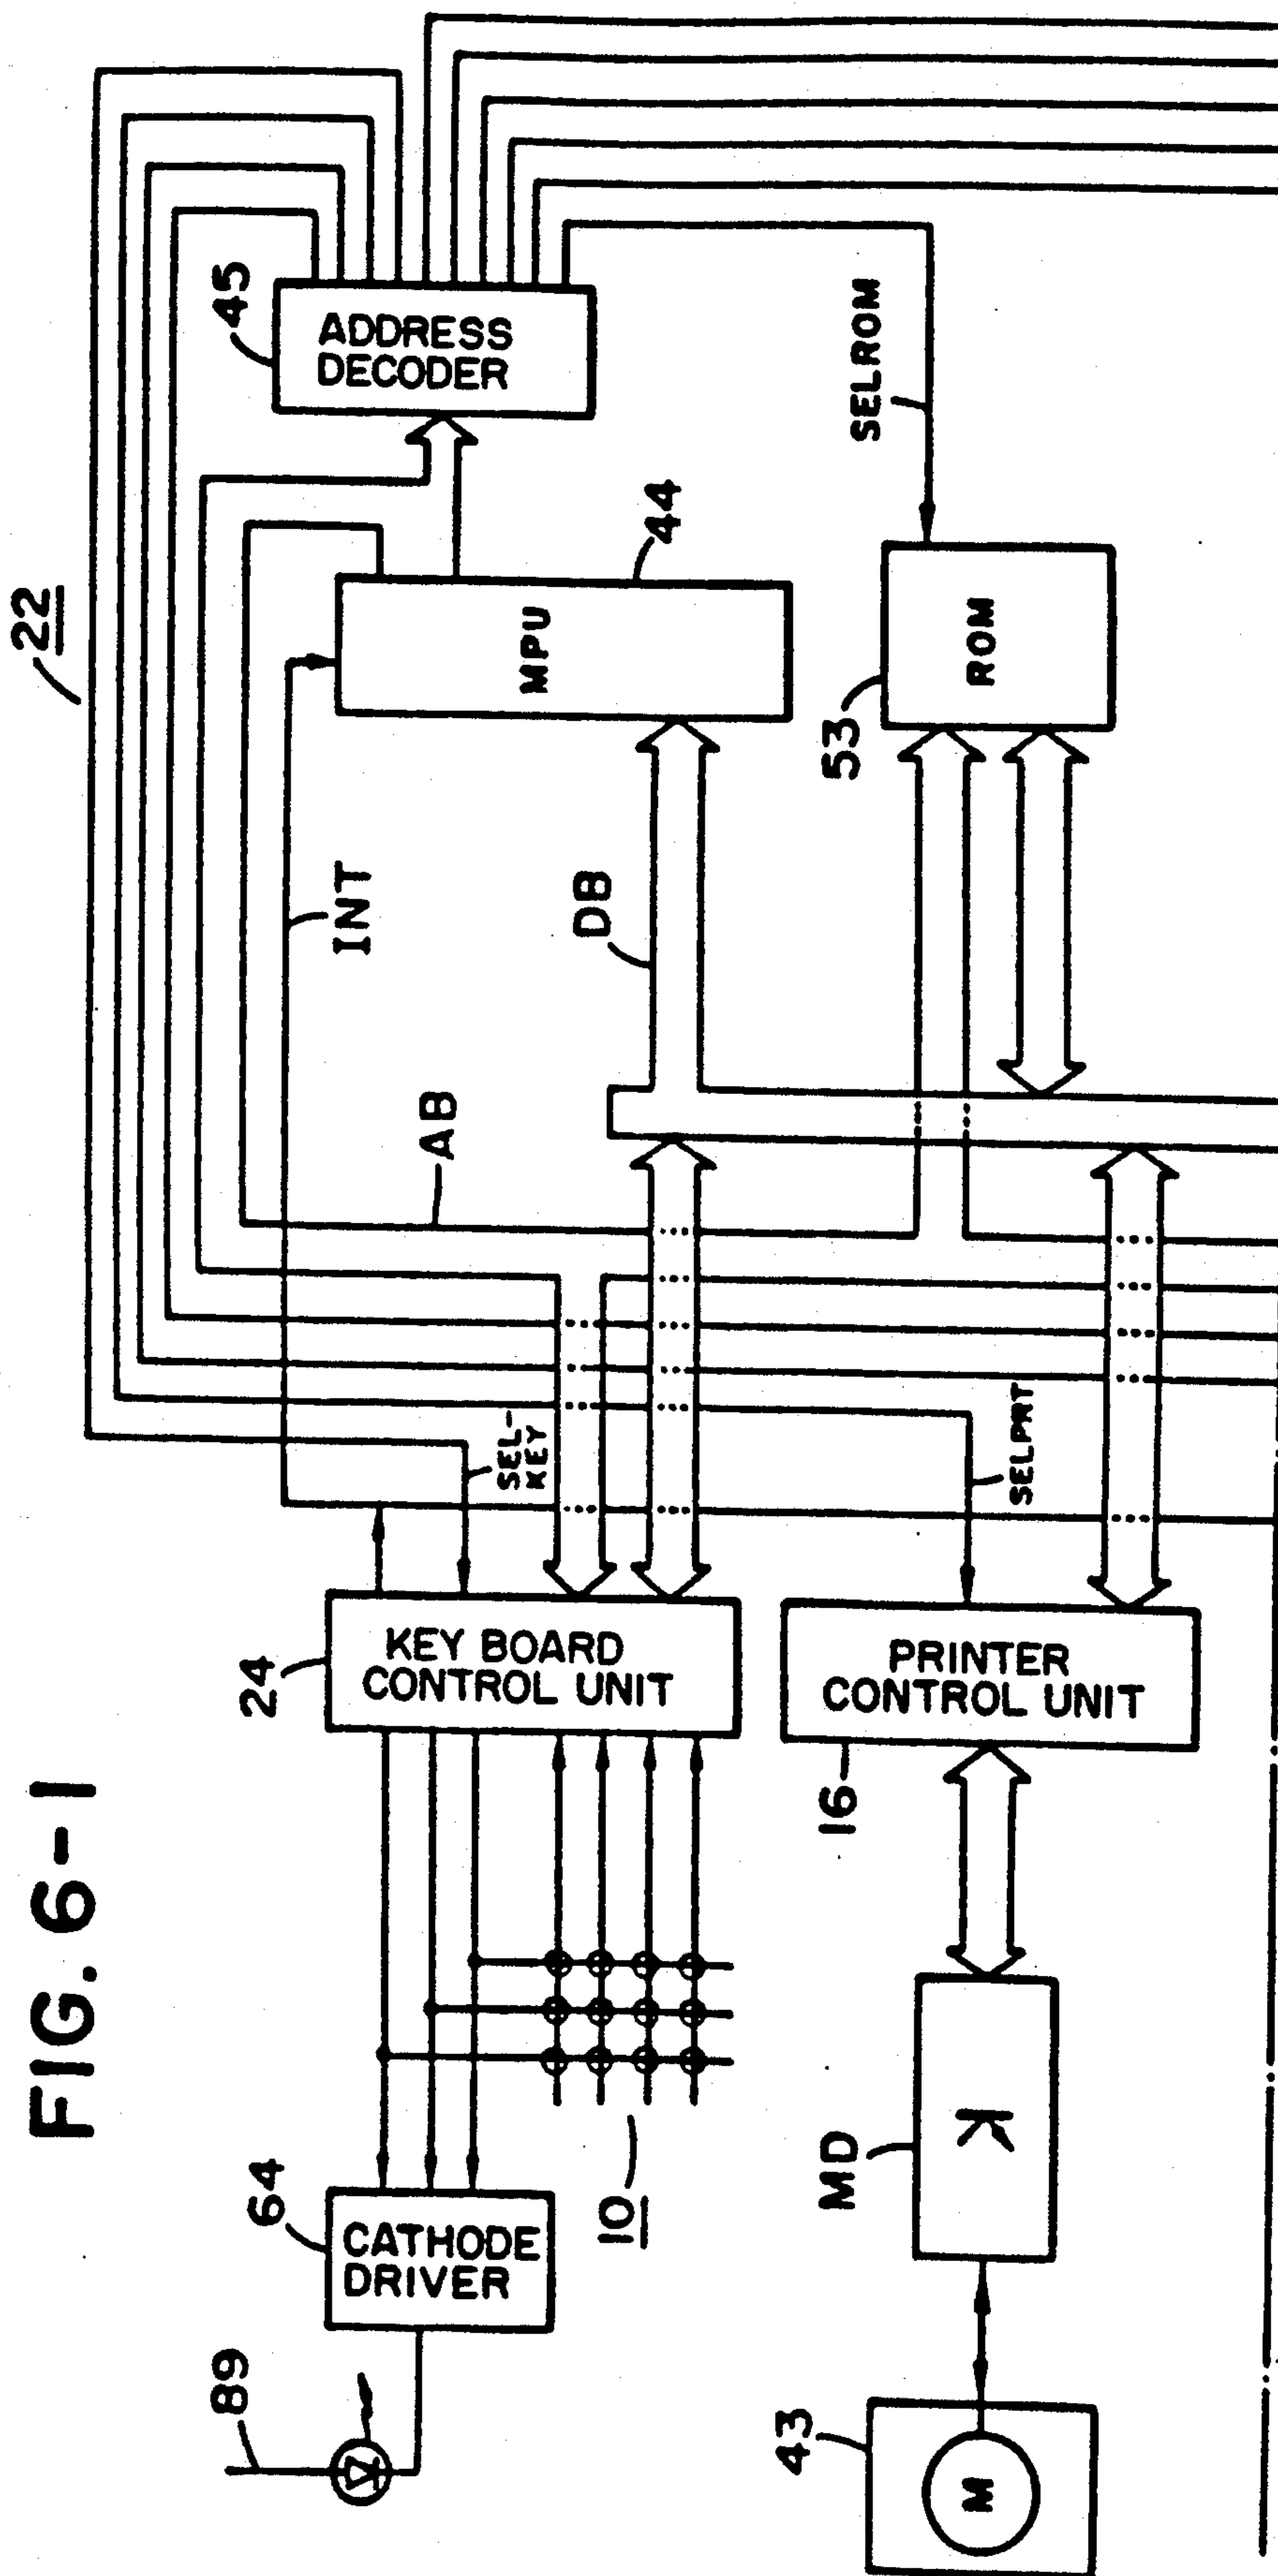 FIG. 6-1
22
45
ADDRESS
DECODER
44
MPU
INT
AB
DB
SELROM
53
ROM
SEL-
KEY
SELPRT
24
KEY BOARD
CONTROL UNIT
16
PRINTER
CONTROL UNIT
64
CATHODE
DRIVER
89
10
MD
43
M